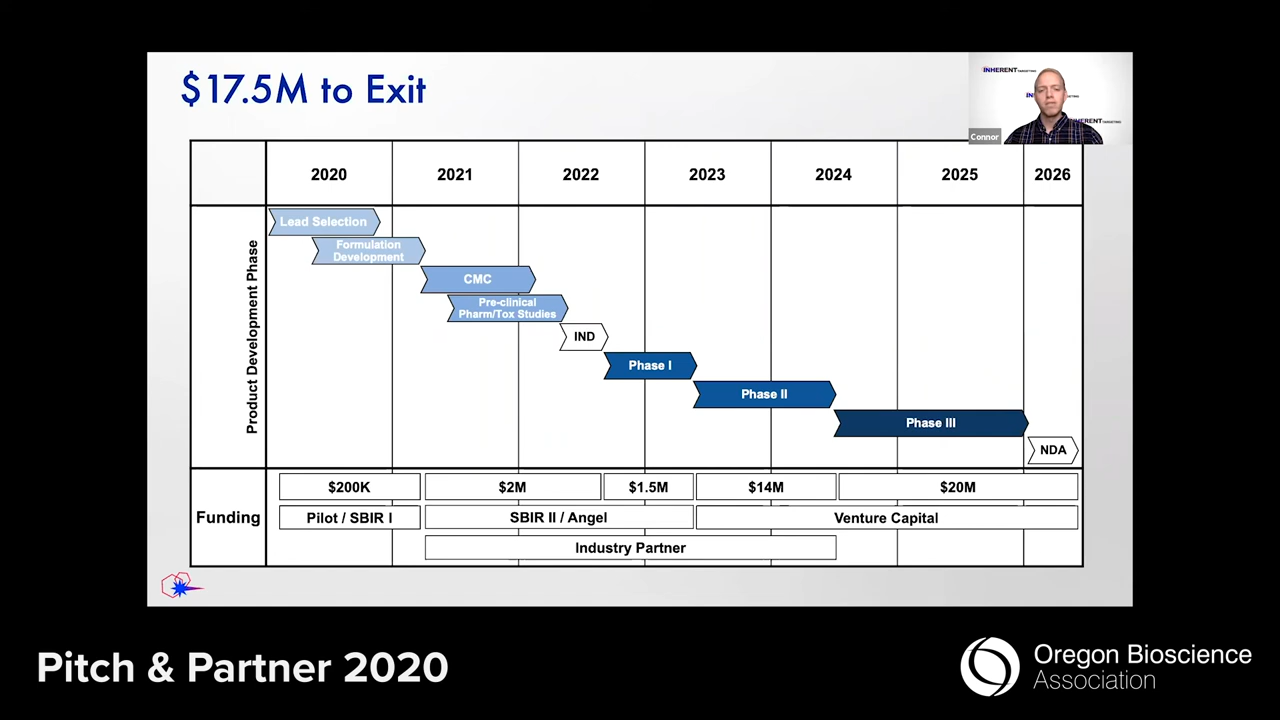 $17.5M to Exit
INHERENT TARGETING
Connor
2020 2021 2022 2023 2024 2025 2026
Product Development Phase
Lead Selection
Formulation
Development
CMC
Pre-clinical
Pharm/Tox Studies
IND
Phase I
Phase II
Phase III
NDA
Funding
$200K $2M $1.5M $14M $20M
Pilot / SBIR I SBIR II / Angel Venture Capital
Industry Partner
Pitch & Partner 2020
Oregon Bioscience
Association